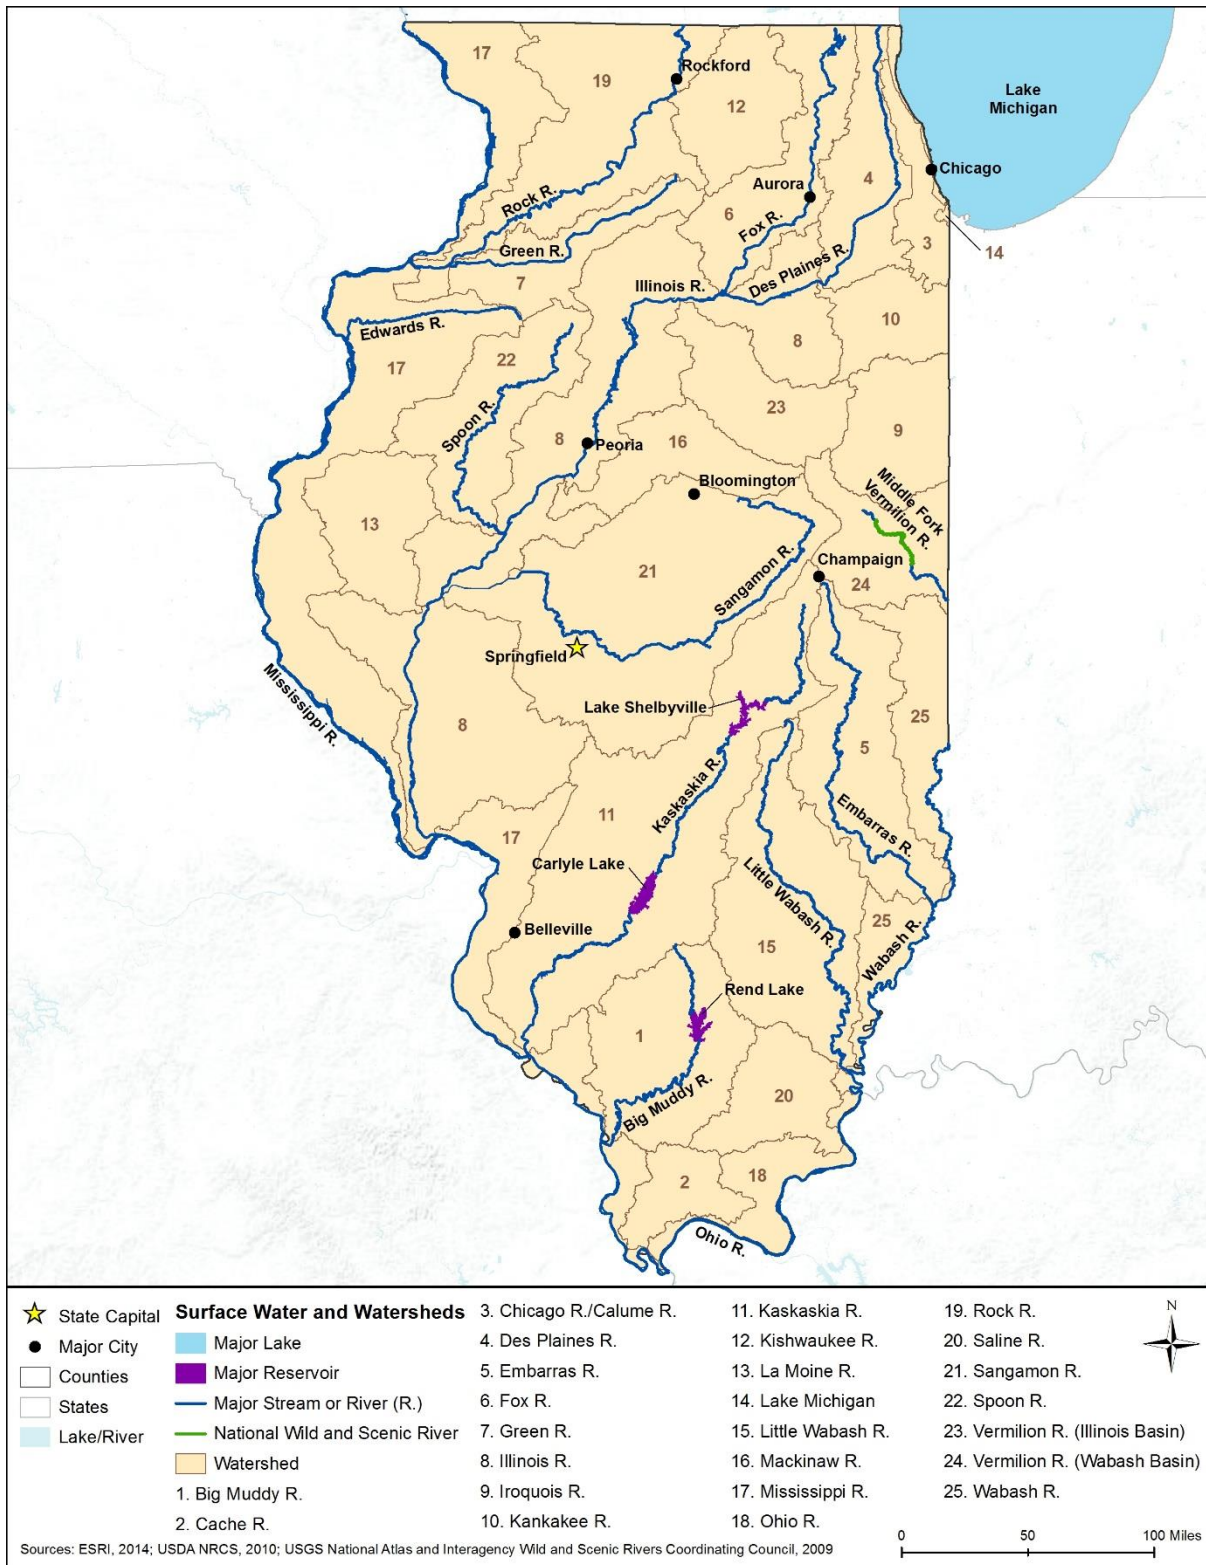 17
19
Rockford
12
Lake
Michigan
Chicago
Aurora
4
Rock R.
6
Fox R.
3
14
Green R.
Des Plaines R.
7
Illinois R.
10
Edwards R.
8
17
22
23
9
Spoon R.
8
Peoria
16
Bloomington
Middle Fork
Vermilion R.
13
21
Champaign
24
Sangamon R.
Springfield
Mississippi R.
Lake Shelbyville
8
25
5
Kaskaskia R.
11
17
Embarras R.
Carlyle Lake
Little Wabash R.
Belleville
25
15
Wabash R.
Rend Lake
1
Big Muddy R.
20
2
18
Ohio R.
State Capital
Major City
Counties
States
Lake/River
Surface Water and Watersheds
Major Lake
Major Reservoir
Major Stream or River (R.)
National Wild and Scenic River
Watershed
1. Big Muddy R.
2. Cache R.
3. Chicago R./Calume R.
4. Des Plaines R.
5. Embarras R.
6. Fox R.
7. Green R.
8. Illinois R.
9. Iroquois R.
10. Kankakee R.
11. Kaskaskia R.
12. Kishwaukee R.
13. La Moine R.
14. Lake Michigan
15. Little Wabash R.
16. Mackinaw R.
17. Mississippi R.
18. Ohio R.
19. Rock R.
20. Saline R.
21. Sangamon R.
22. Spoon R.
23. Vermilion R. (Illinois Basin)
24. Vermilion R. (Wabash Basin)
25. Wabash R.
N
0 50 100 Miles
Sources: ESRI, 2014; USDA NRCS, 2010; USGS National Atlas and Interagency Wild and Scenic Rivers Coordinating Council, 2009